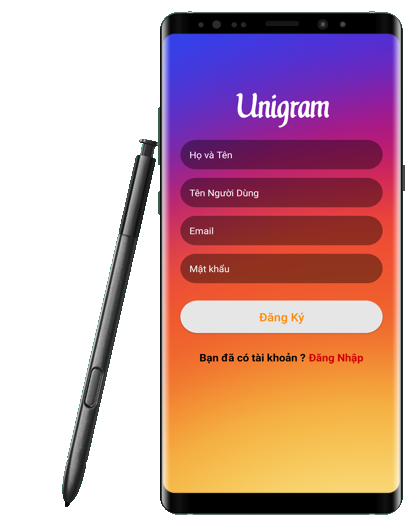 Unigram
Họ và Tên
Tên Người Dùng
Email
Mật khẩu
Đăng Ký
Bạn đã có tài khoản ? Đăng Nhập